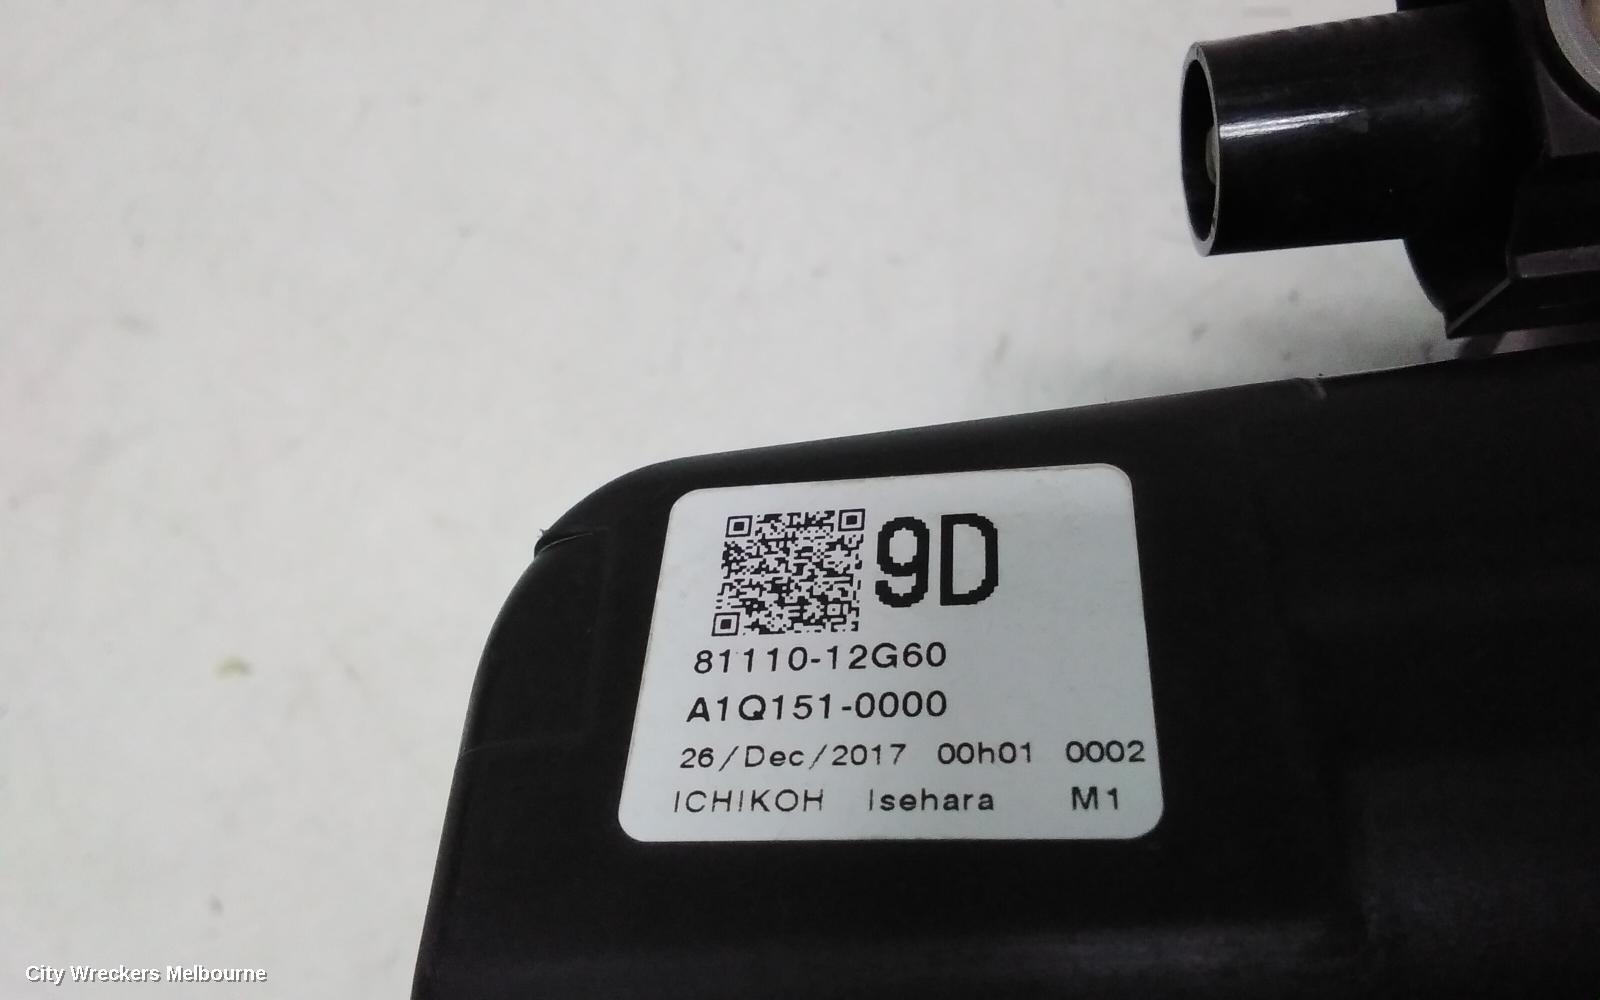 9D
81110-12G60
A1Q151-0000
26/Dec/2017 00h01 0002
ICHIKOH Isehara M1
City Wreckers Melbourne